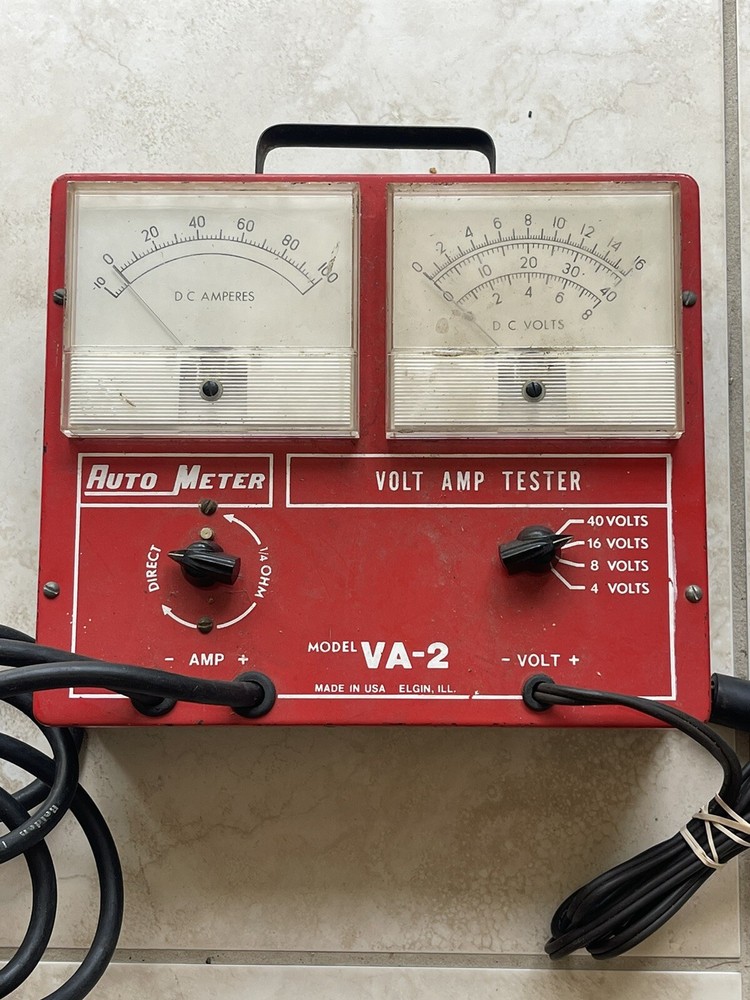 -10 0 20 40 60 80 100
D C AMPERES
0 2 4 6 8 10 12 14 16
0 10 20 30 40
2 4 6 8
D C VOLTS
AUTO METER
VOLT AMP TESTER
DIRECT
1/4 OHM
40 VOLTS
16 VOLTS
8 VOLTS
4 VOLTS
- AMP +
MODEL VA-2
- VOLT +
MADE IN USA ELGIN, ILL.
Belden